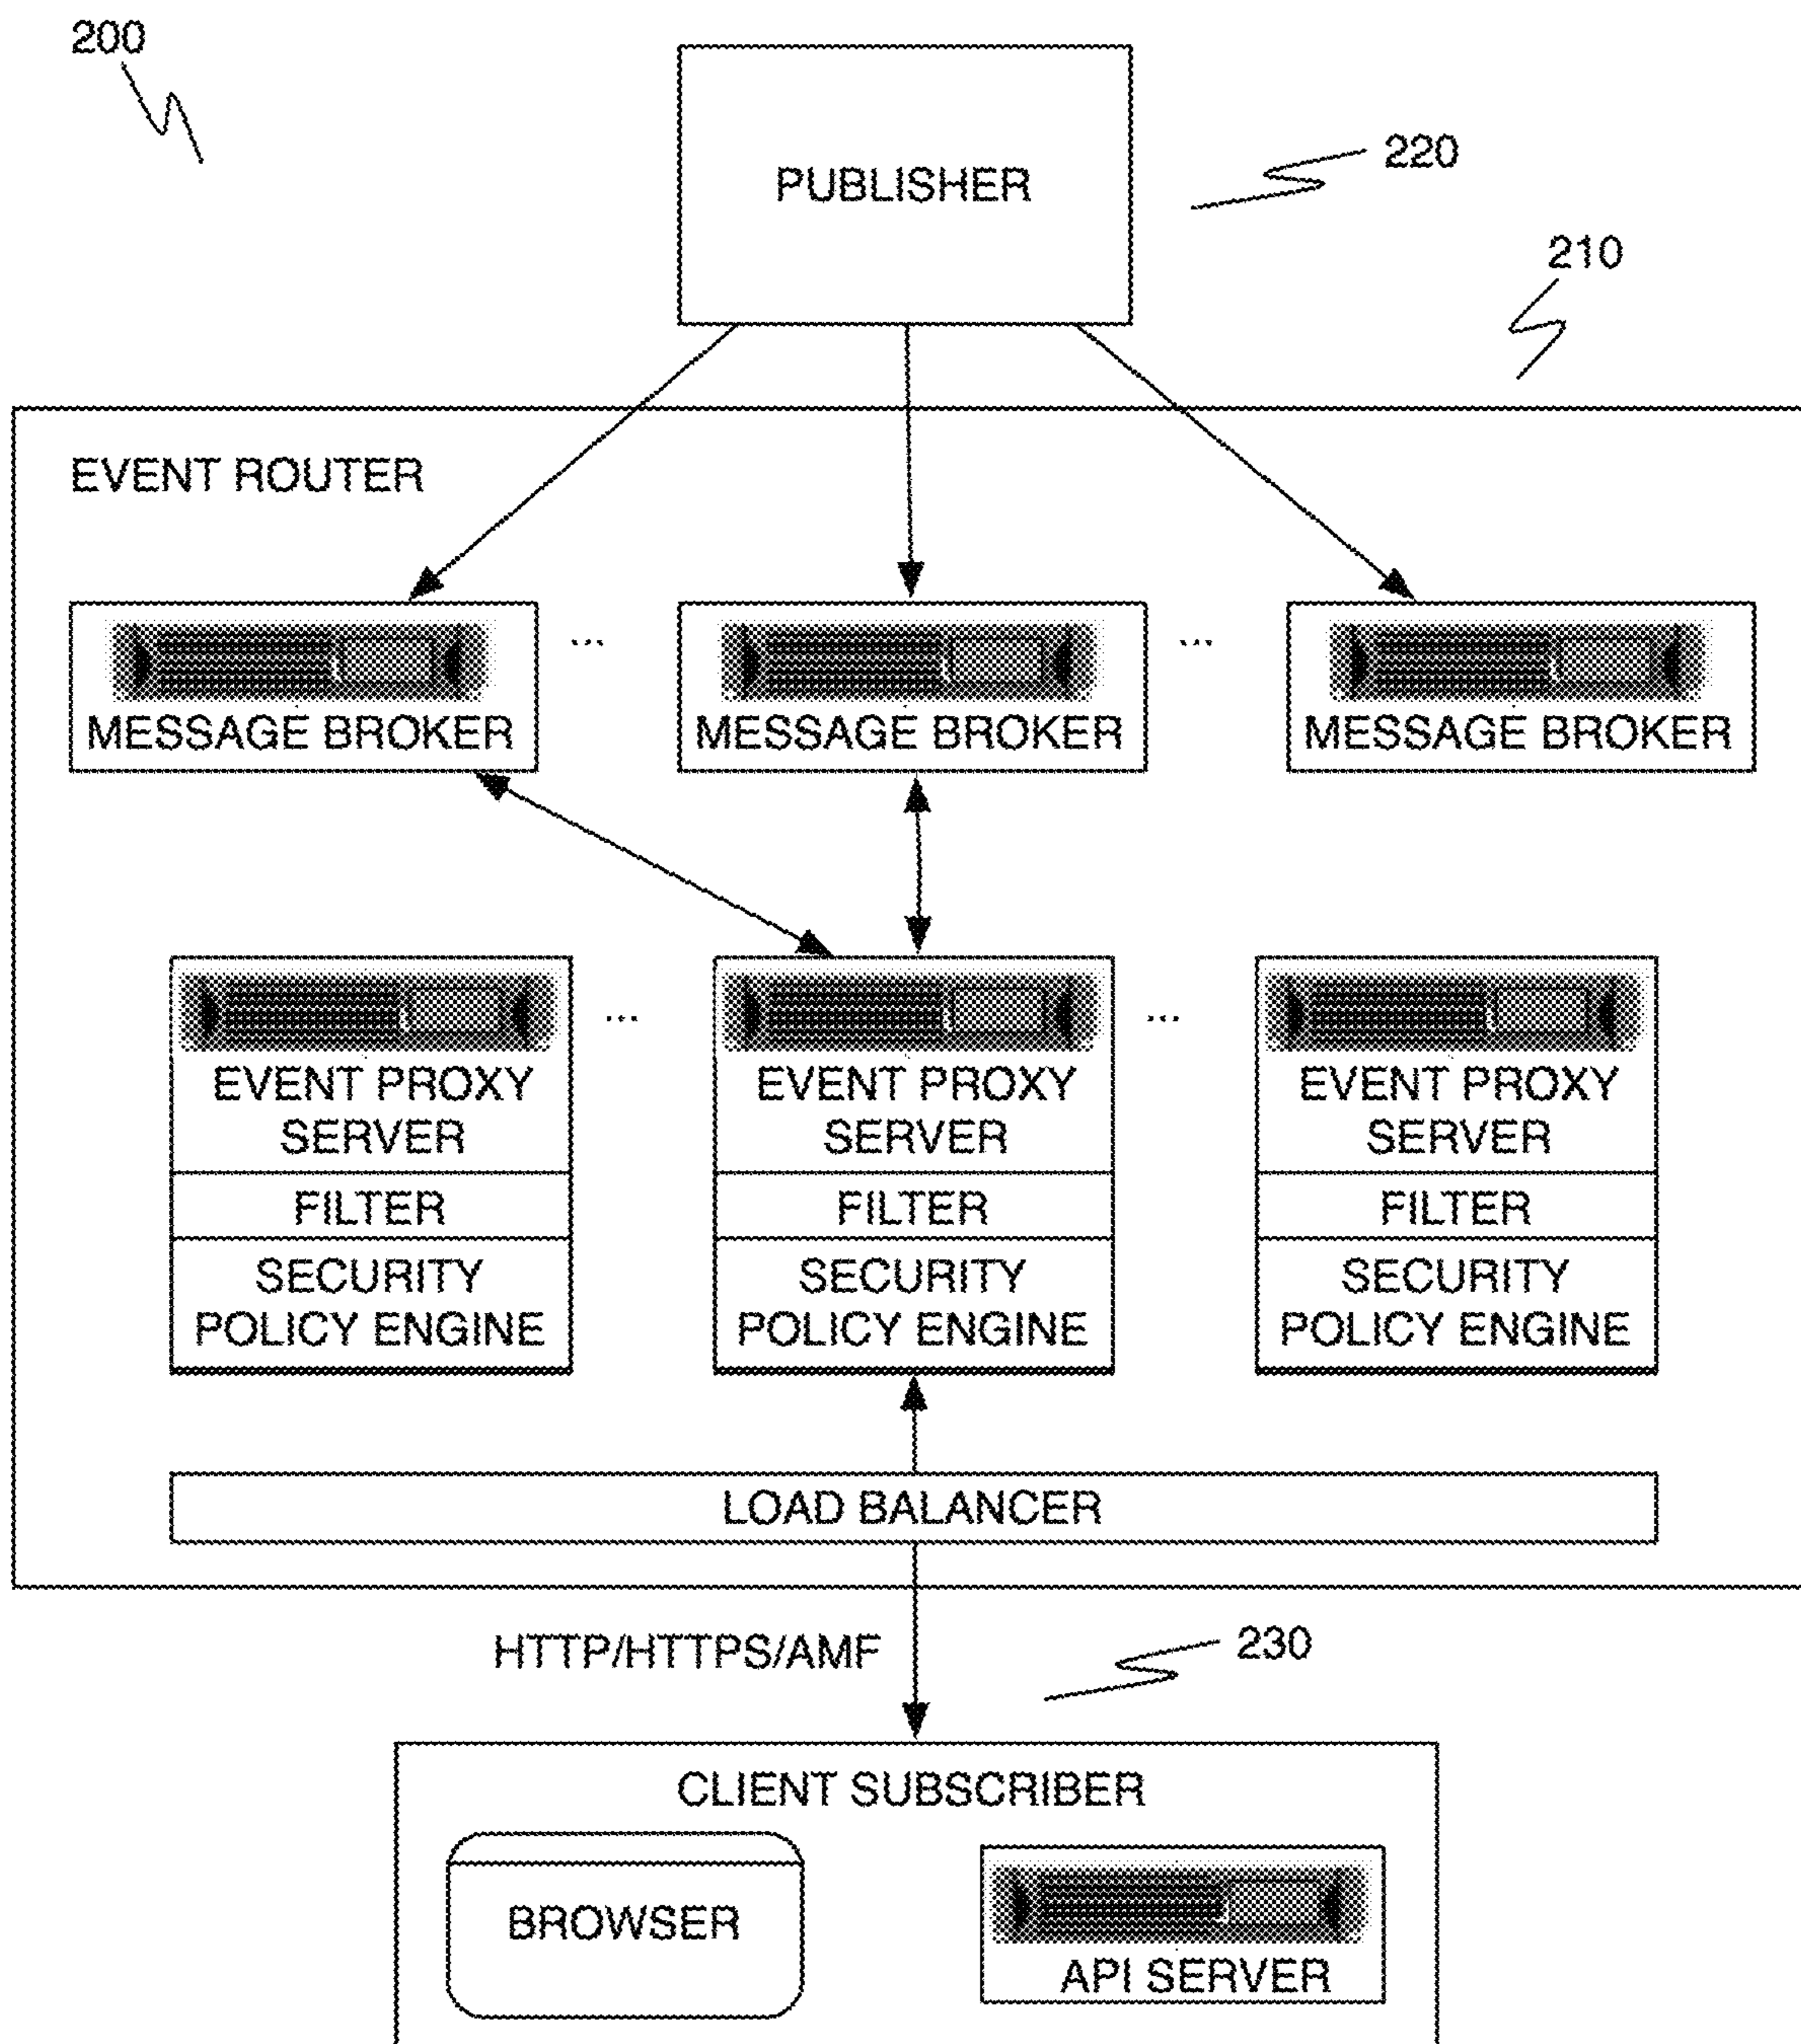 200
PUBLISHER
220
210
EVENT ROUTER
... ...
MESSAGE BROKER MESSAGE BROKER MESSAGE BROKER
... ...
EVENT PROXY EVENT PROXY EVENT PROXY
SERVER SERVER SERVER
FILTER FILTER FILTER
SECURITY SECURITY SECURITY
POLICY ENGINE POLICY ENGINE POLICY ENGINE
LOAD BALANCER
HTTP/HTTPS/AMF
230
CLIENT SUBSCRIBER
BROWSER
API SERVER